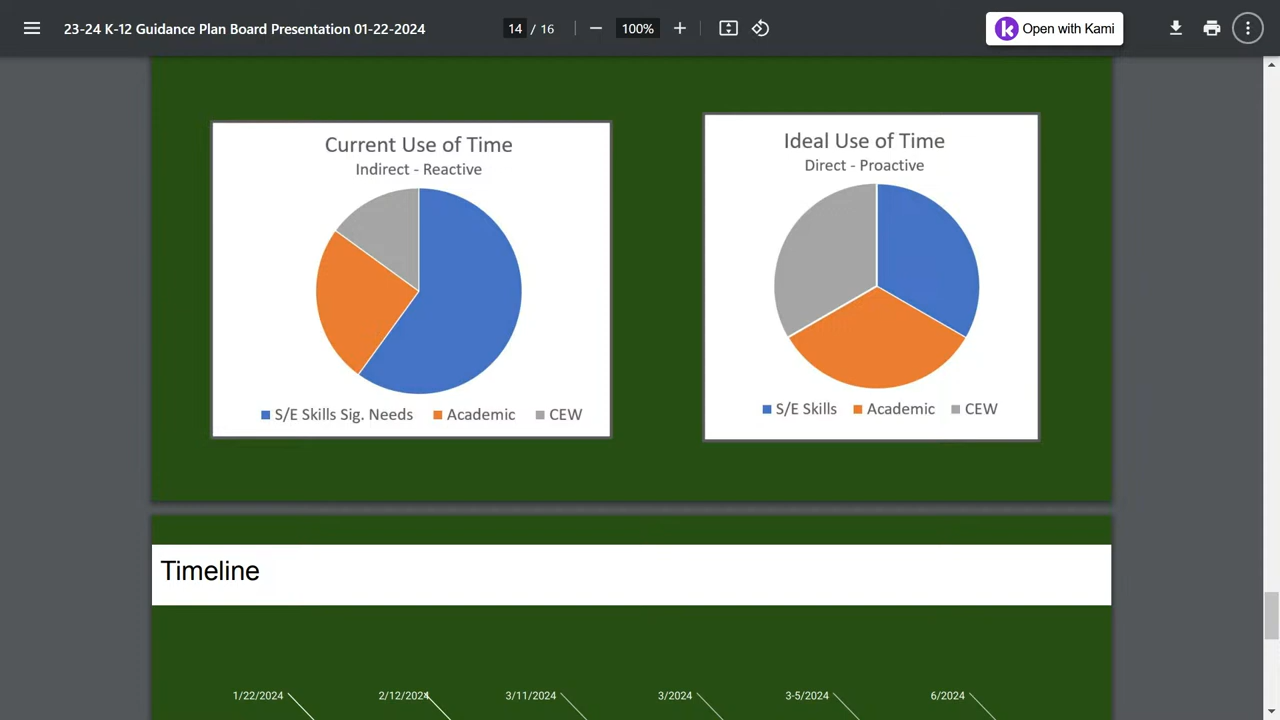 23-24 K-12 Guidance Plan Board Presentation 01-22-2024
14 / 16
100%
Open with Kami
Current Use of Time
Indirect - Reactive
S/E Skills Sig. Needs Academic CEW
Ideal Use of Time
Direct - Proactive
S/E Skills Academic CEW
Timeline
1/22/2024 2/12/2024 3/11/2024 3/2024 3-5/2024 6/2024